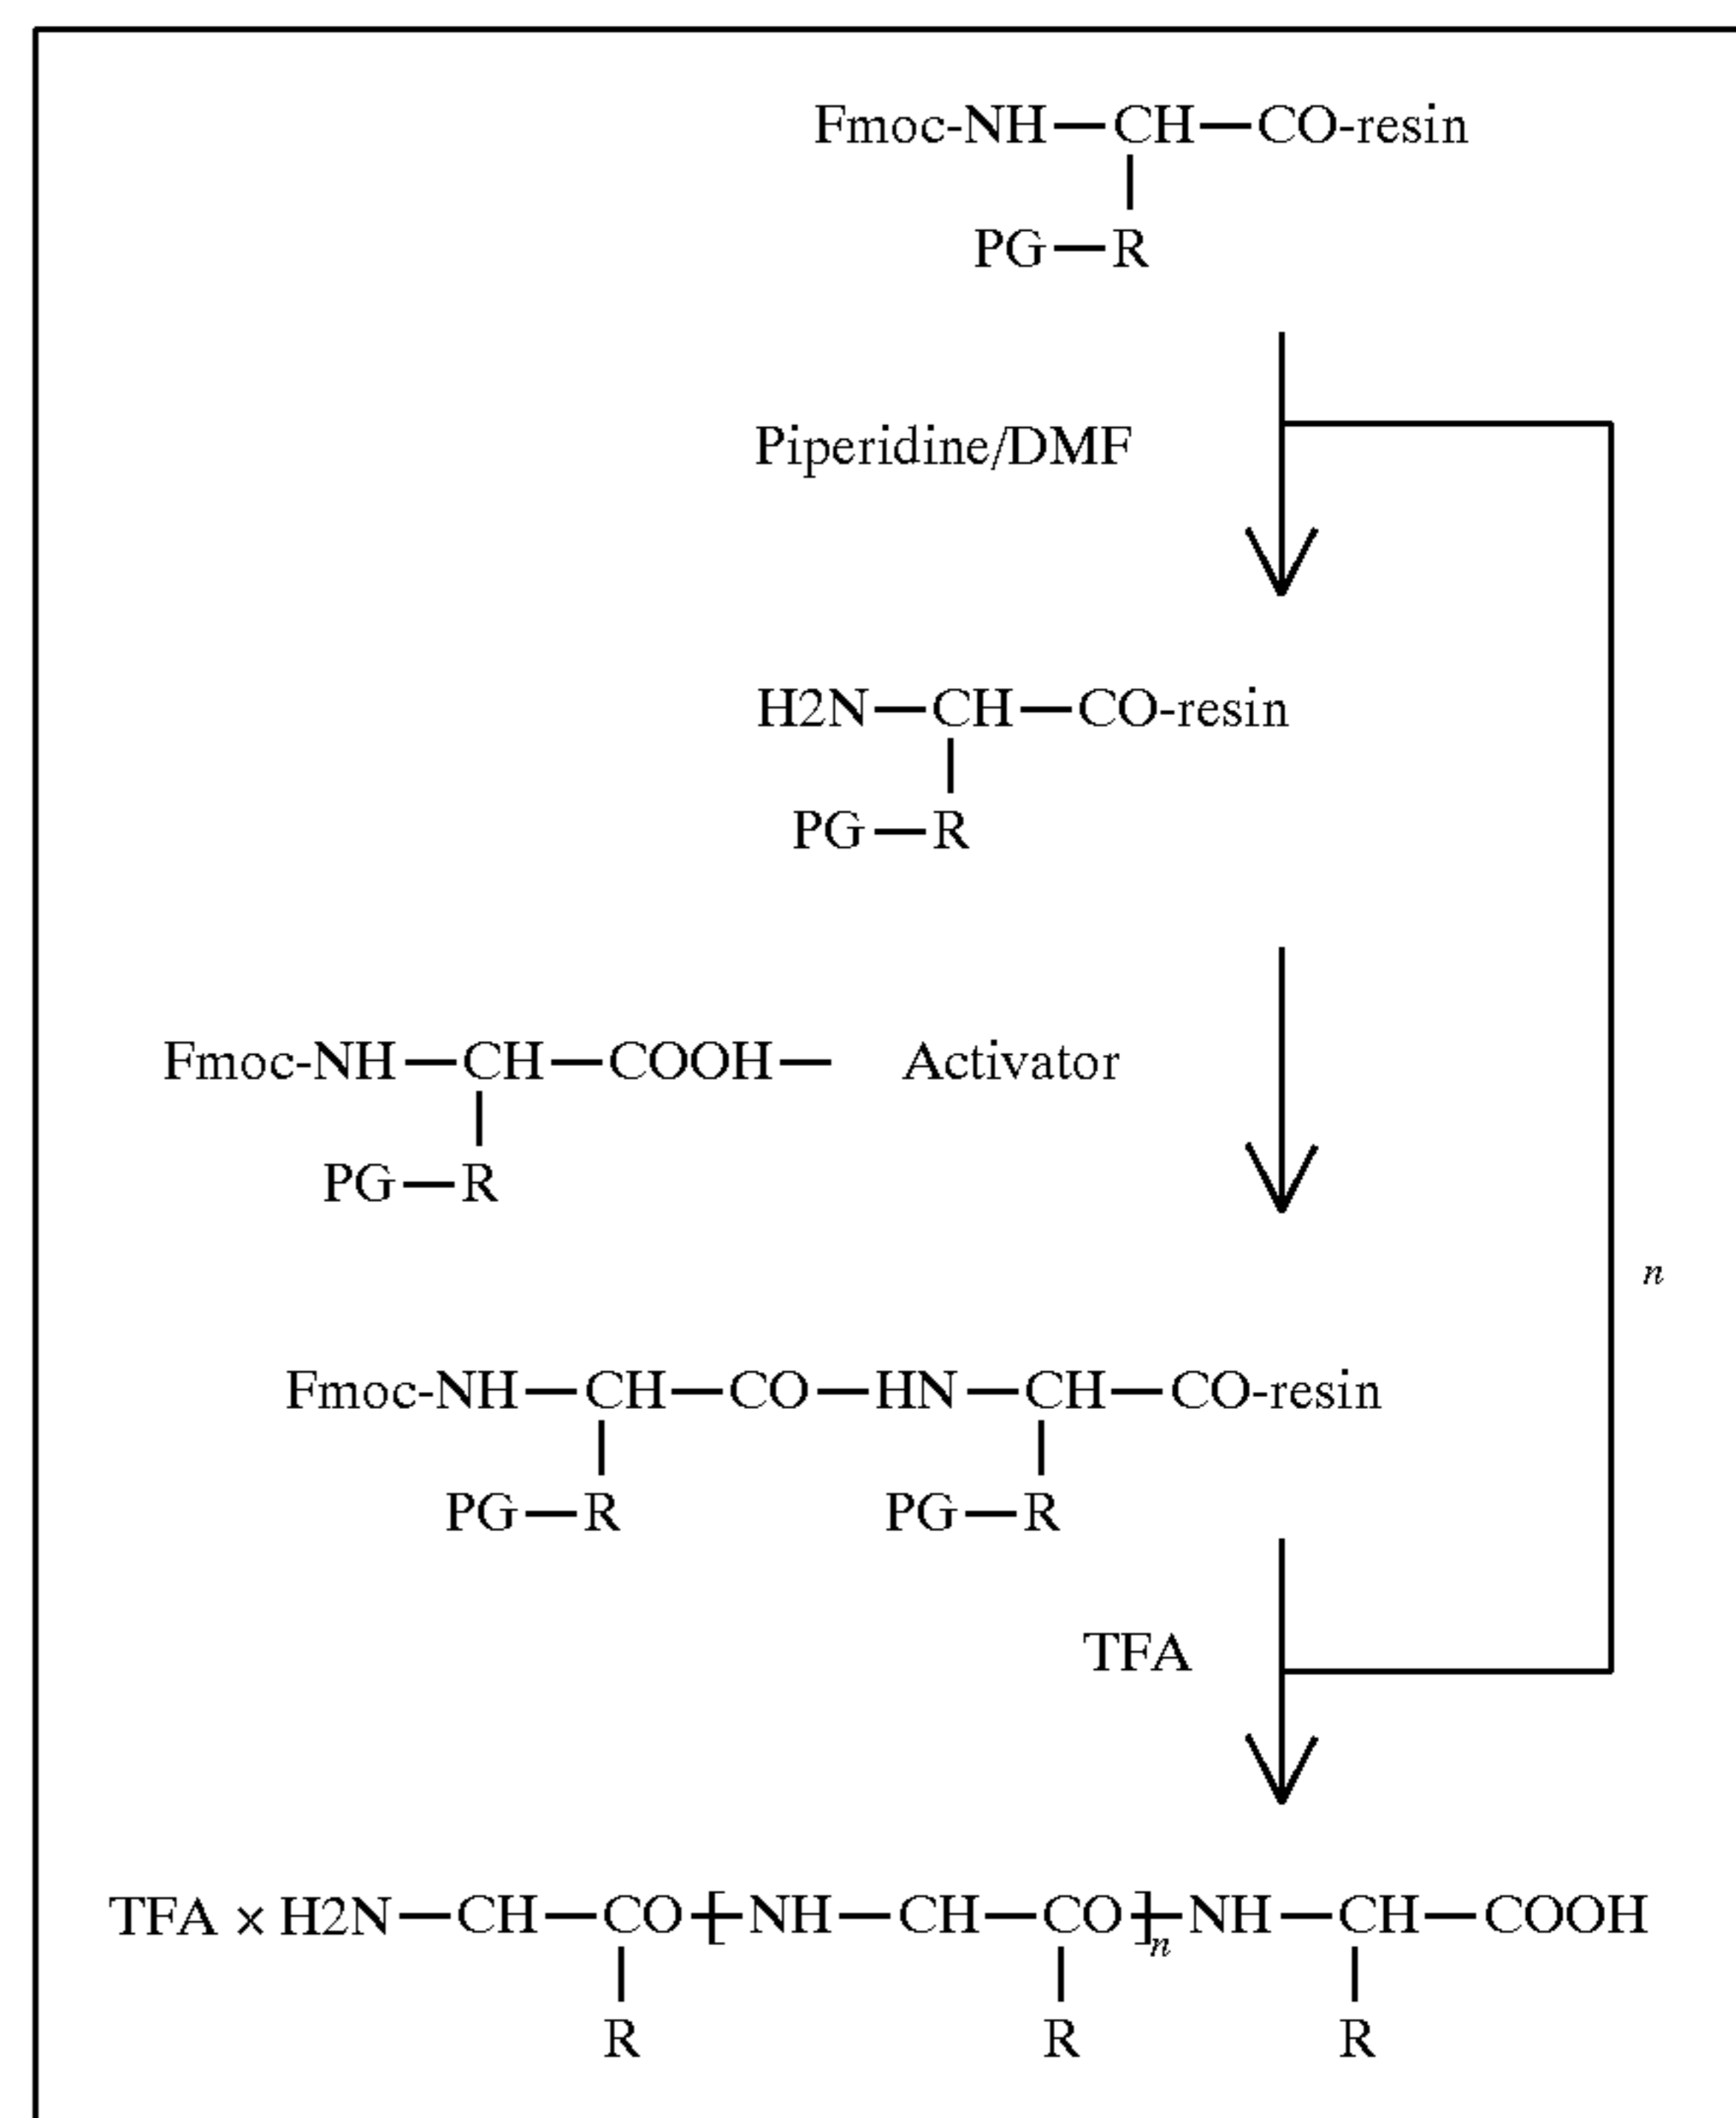 Fmoc-NH—CH—CO-resin
PG—R
Piperidine/DMF
H2N—CH—CO-resin
PG—R
Fmoc-NH—CH—COOH— Activator
PG—R
n
Fmoc-NH—CH—CO—HN—CH—CO-resin
PG—R PG—R
TFA
TFA × H2N—CH—CO—[NH—CH—CO]n—NH—CH—COOH
R R R